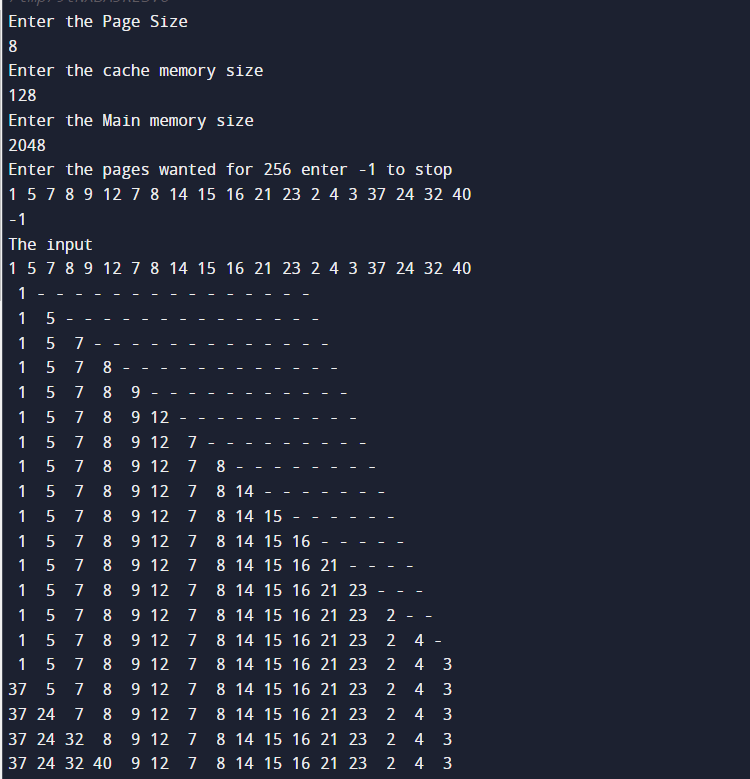 Enter the Page Size
8
Enter the cache memory size
128
Enter the Main memory size
2048
Enter the pages wanted for 256 enter -1 to stop
1 5 7 8 9 12 7 8 14 15 16 21 23 2 4 3 37 24 32 40
-1
The input
1 5 7 8 9 12 7 8 14 15 16 21 23 2 4 3 37 24 32 40
1 - - - - - - - - - - - - - - -
1 5 - - - - - - - - - - - - - -
1 5 7 - - - - - - - - - - - - -
1 5 7 8 - - - - - - - - - - - -
1 5 7 8 9 - - - - - - - - - - -
1 5 7 8 9 12 - - - - - - - - - -
1 5 7 8 9 12 7 - - - - - - - - -
1 5 7 8 9 12 7 8 - - - - - - - -
1 5 7 8 9 12 7 8 14 - - - - - - -
1 5 7 8 9 12 7 8 14 15 - - - - - -
1 5 7 8 9 12 7 8 14 15 16 - - - - -
1 5 7 8 9 12 7 8 14 15 16 21 - - - -
1 5 7 8 9 12 7 8 14 15 16 21 23 - - -
1 5 7 8 9 12 7 8 14 15 16 21 23 2 - -
1 5 7 8 9 12 7 8 14 15 16 21 23 2 4 -
1 5 7 8 9 12 7 8 14 15 16 21 23 2 4 3
37 5 7 8 9 12 7 8 14 15 16 21 23 2 4 3
37 24 7 8 9 12 7 8 14 15 16 21 23 2 4 3
37 24 32 8 9 12 7 8 14 15 16 21 23 2 4 3
37 24 32 40 9 12 7 8 14 15 16 21 23 2 4 3